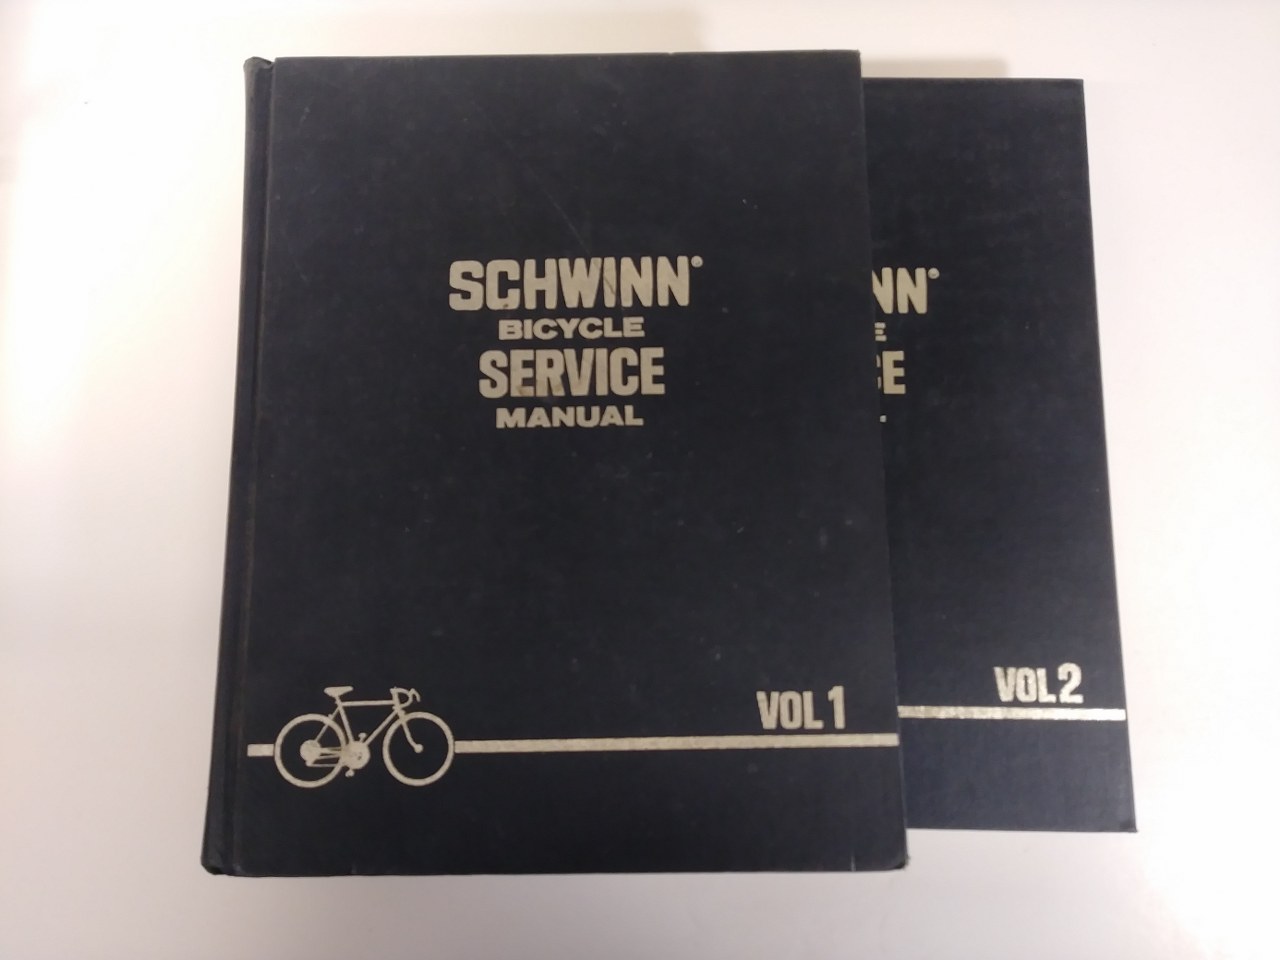 SCHWINN®
BICYCLE
SERVICE
MANUAL
VOL 1
NN®
E
CE
VOL 2